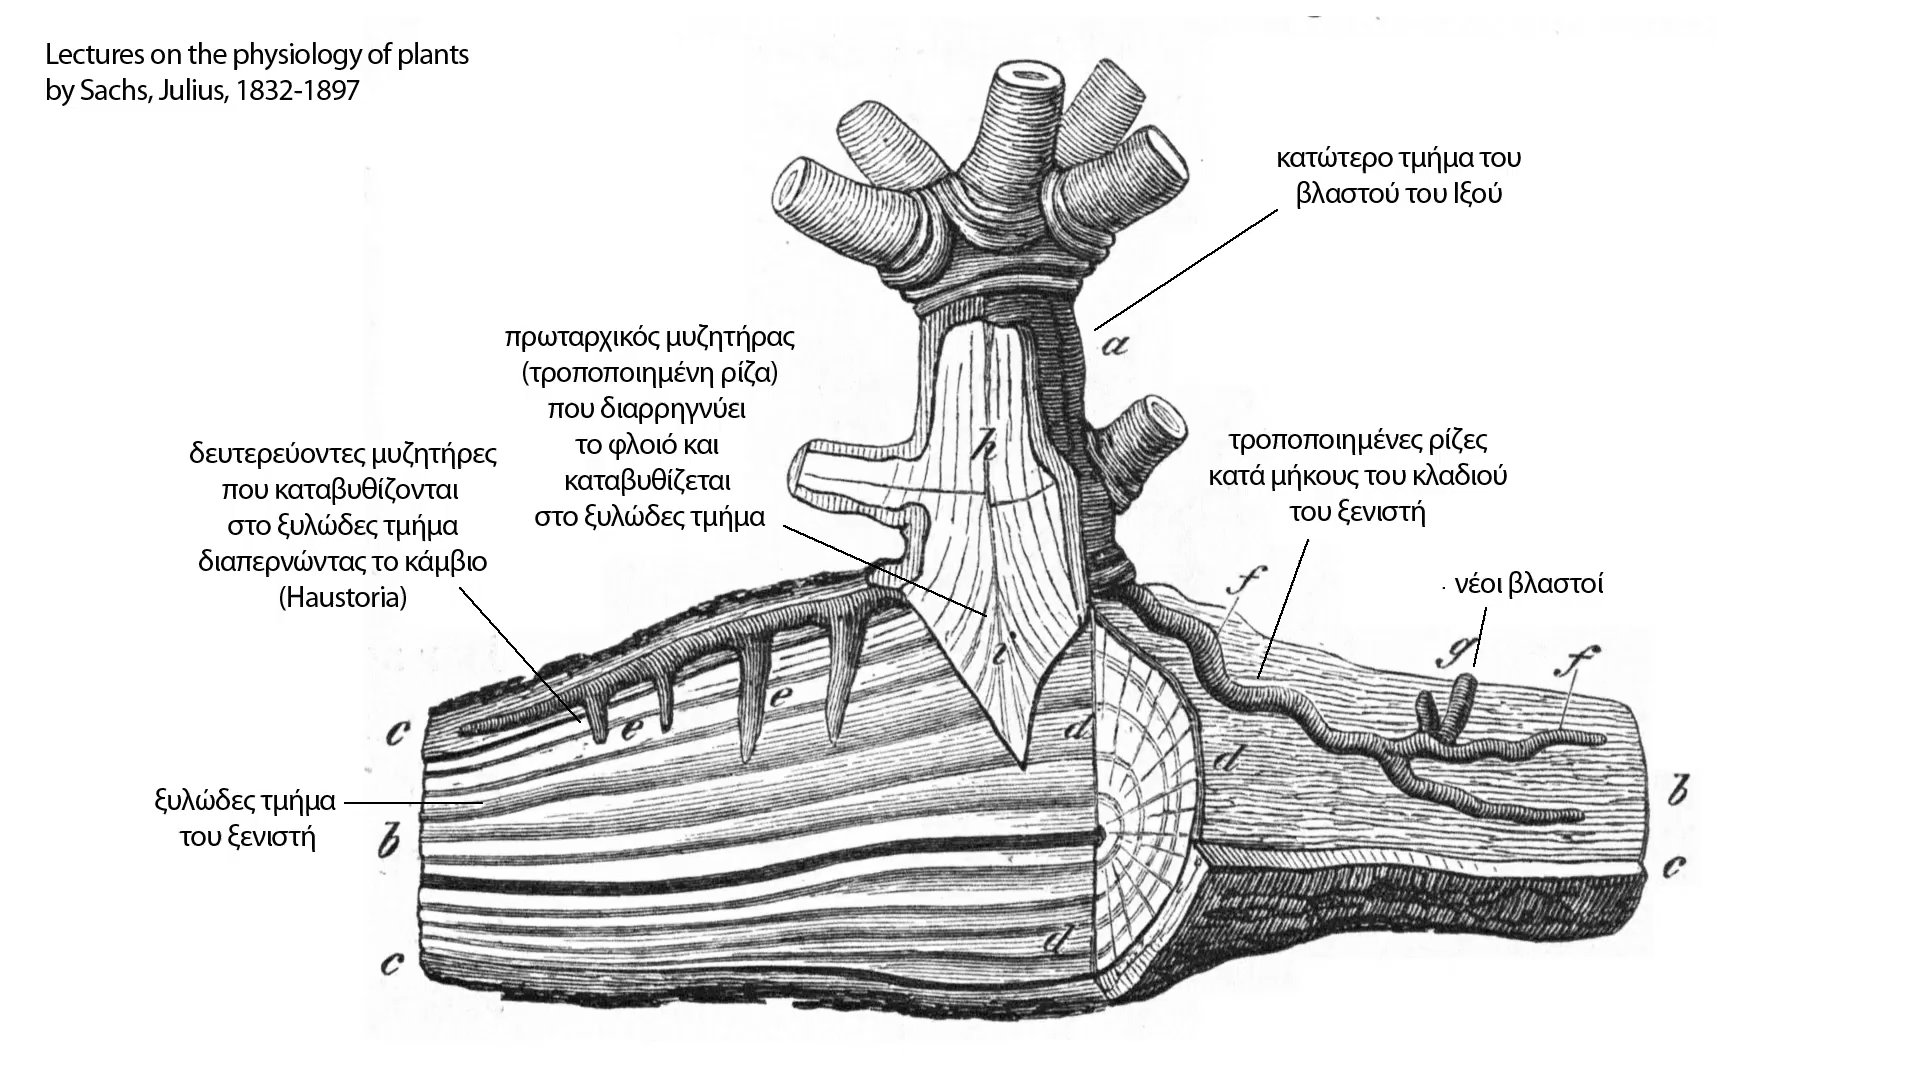 Lectures on the physiology of plants
by Sachs, Julius, 1832-1897
κατώτερο τμήμα του
βλαστού του Ιξού
a
πρωταρχικός μυζητήρας
(τροποποιημένη ρίζα)
που διαρρηγνύει
το φλοιό και
καταβυθίζεται
στο ξυλώδες τμήμα
δευτερεύοντες μυζητήρες
που καταβυθίζονται
στο ξυλώδες τμήμα
διαπερνώντας το κάμβιο
(Haustoria)
h
τροποποιημένες ρίζες
κατά μήκους του κλαδιού
του ξενιστή
f
νέοι βλαστοί
g
f
i
e
e
c
d
d
ξυλώδες τμήμα
του ξενιστή
b
b
c
d
c